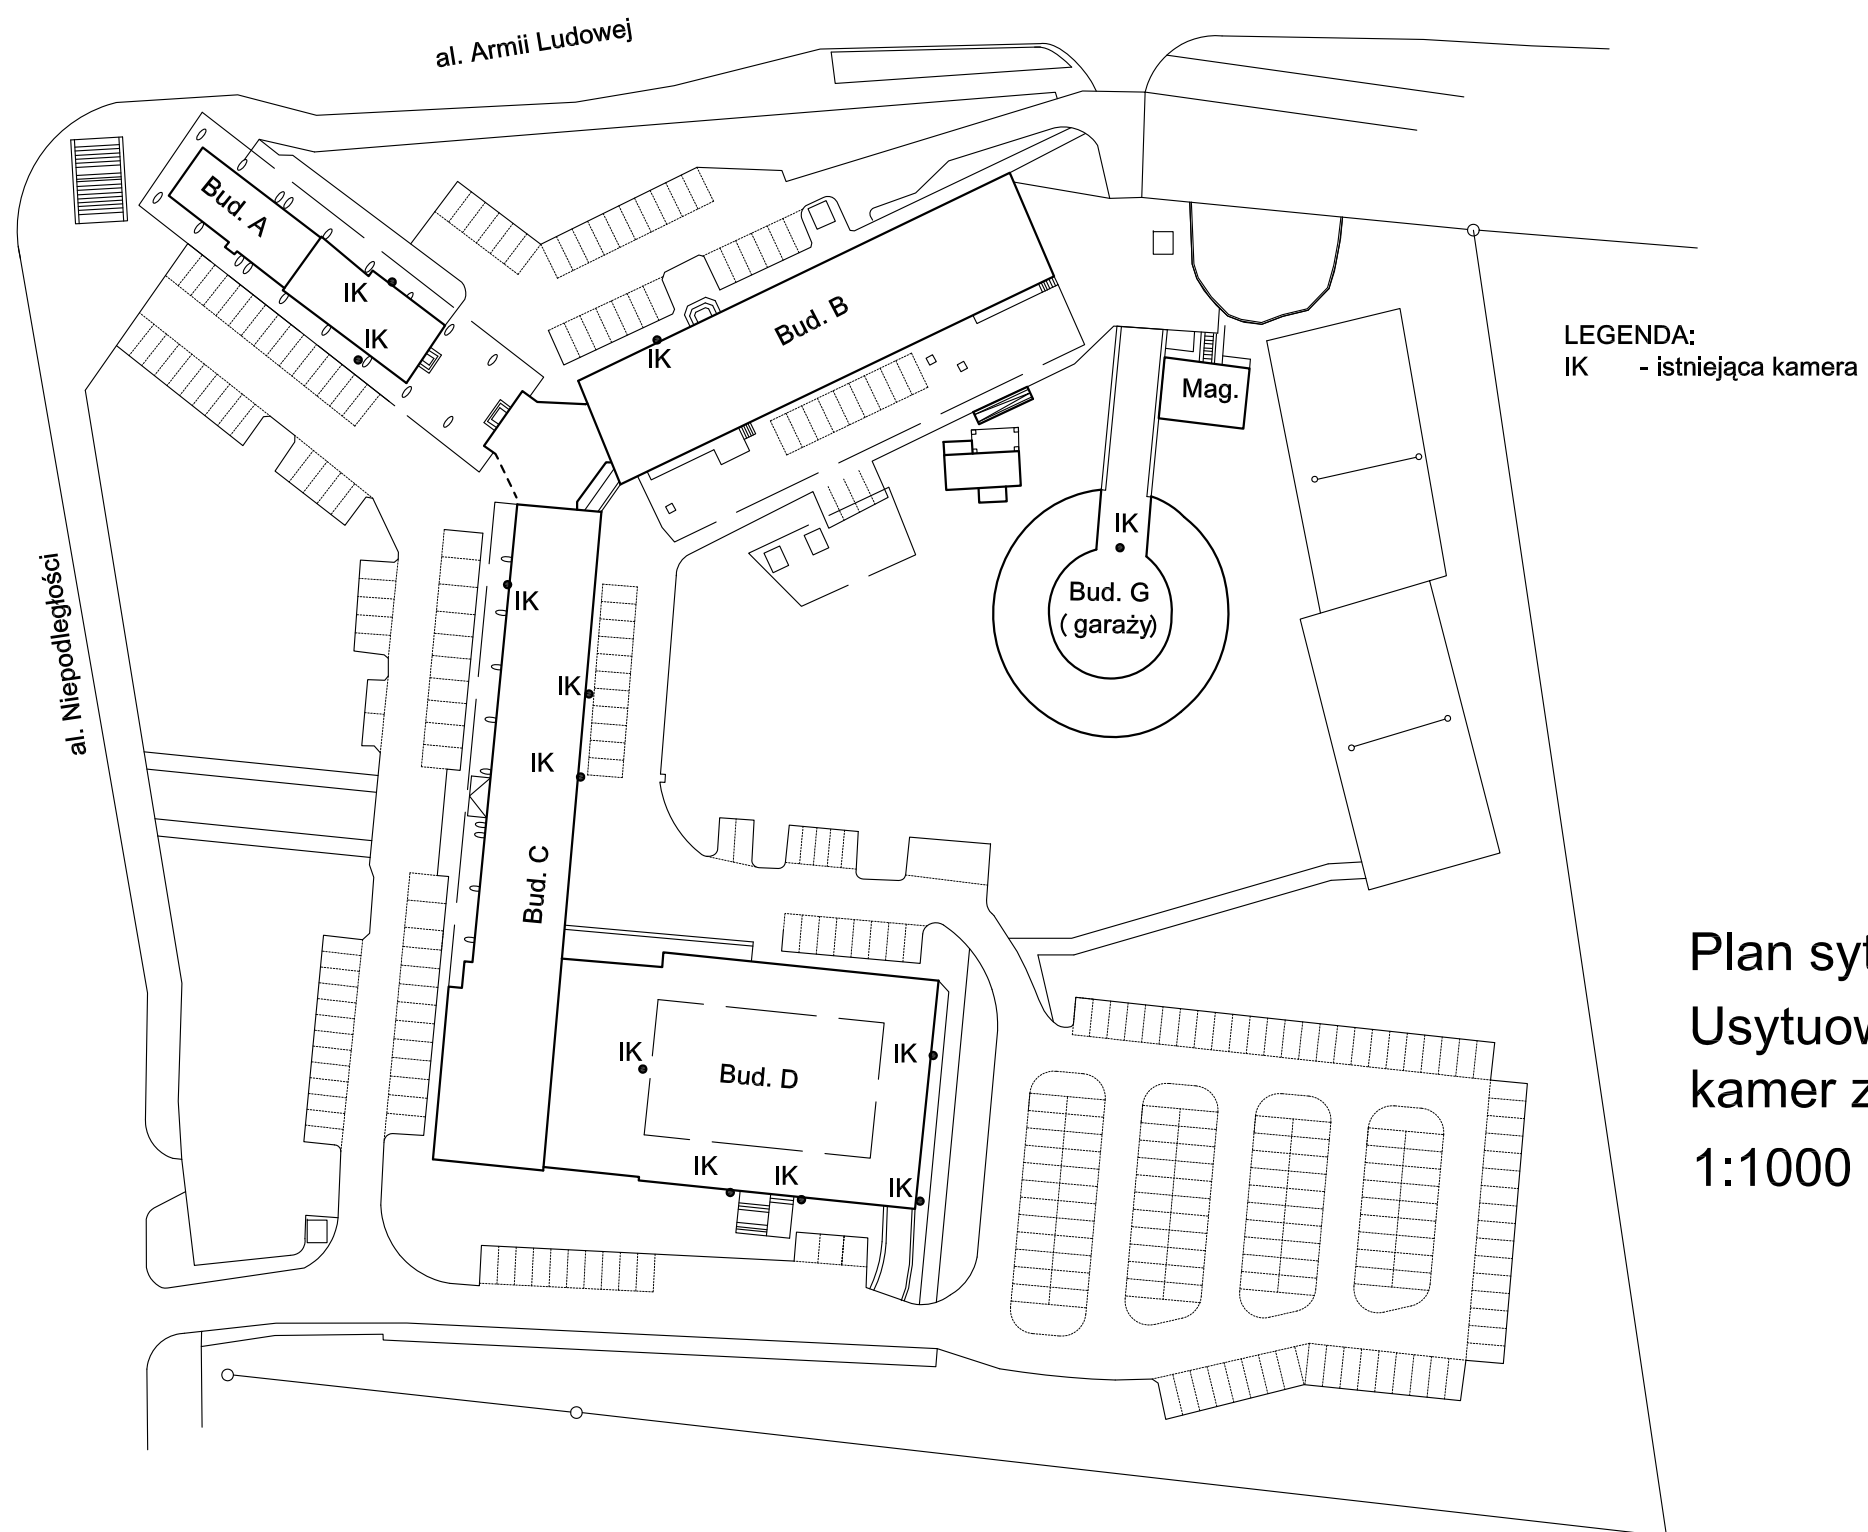 al. Armii Ludowej
Bud. A
IK
IK
Bud. B
IK
LEGENDA:
IK - istniejąca kamera
Mag.
IK
Bud. G
( garaży)
al. Niepodległości
IK
IK
IK
Bud. C
IK
Bud. D
IK
IK
IK
IK
Plan syt
Usytuow
kamer z
1:1000